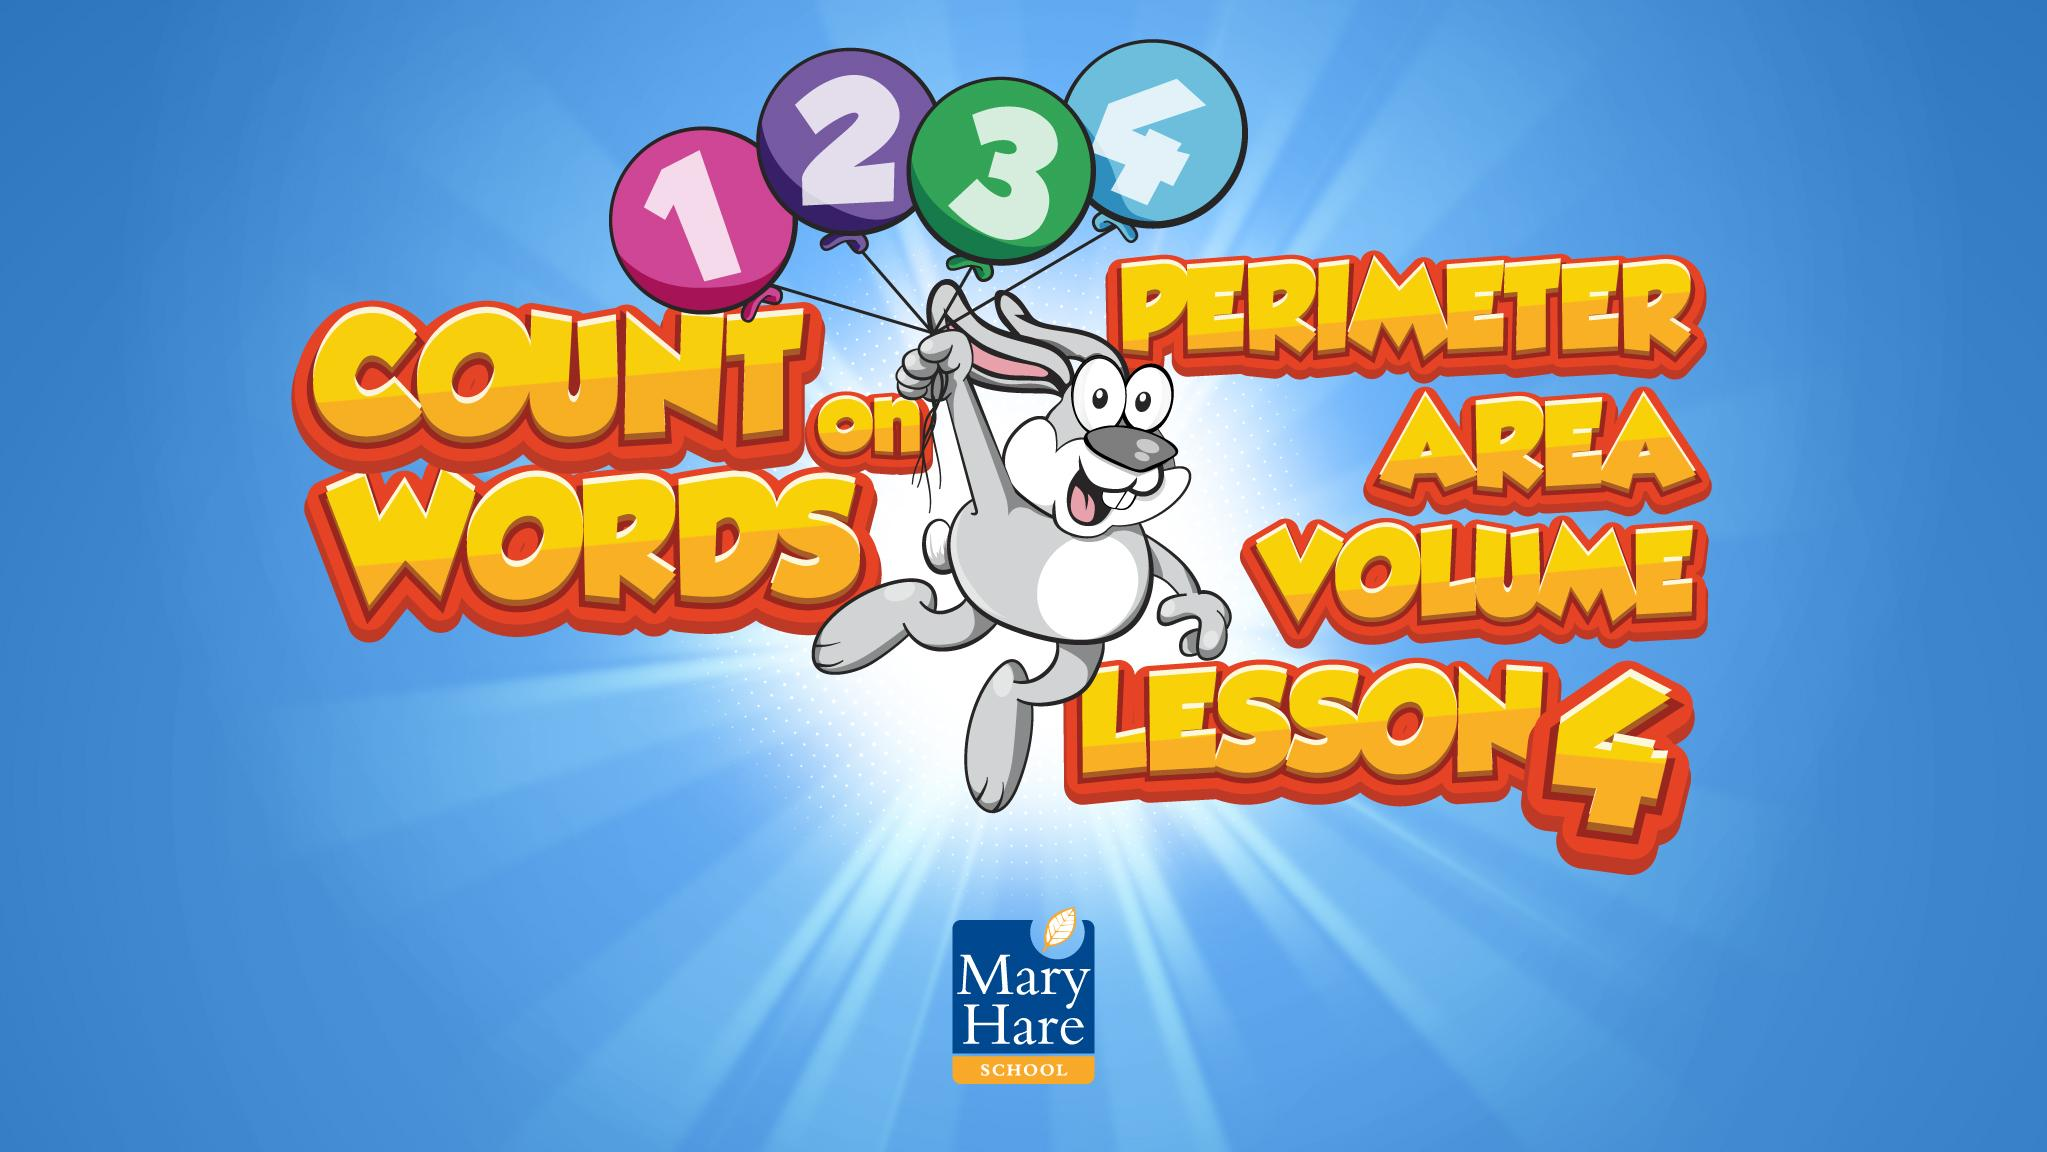 1 2 3 4
COUNT on
WORDS
PERIMETER
AREA
VOLUME
LESSON 4
Mary
Hare
SCHOOL